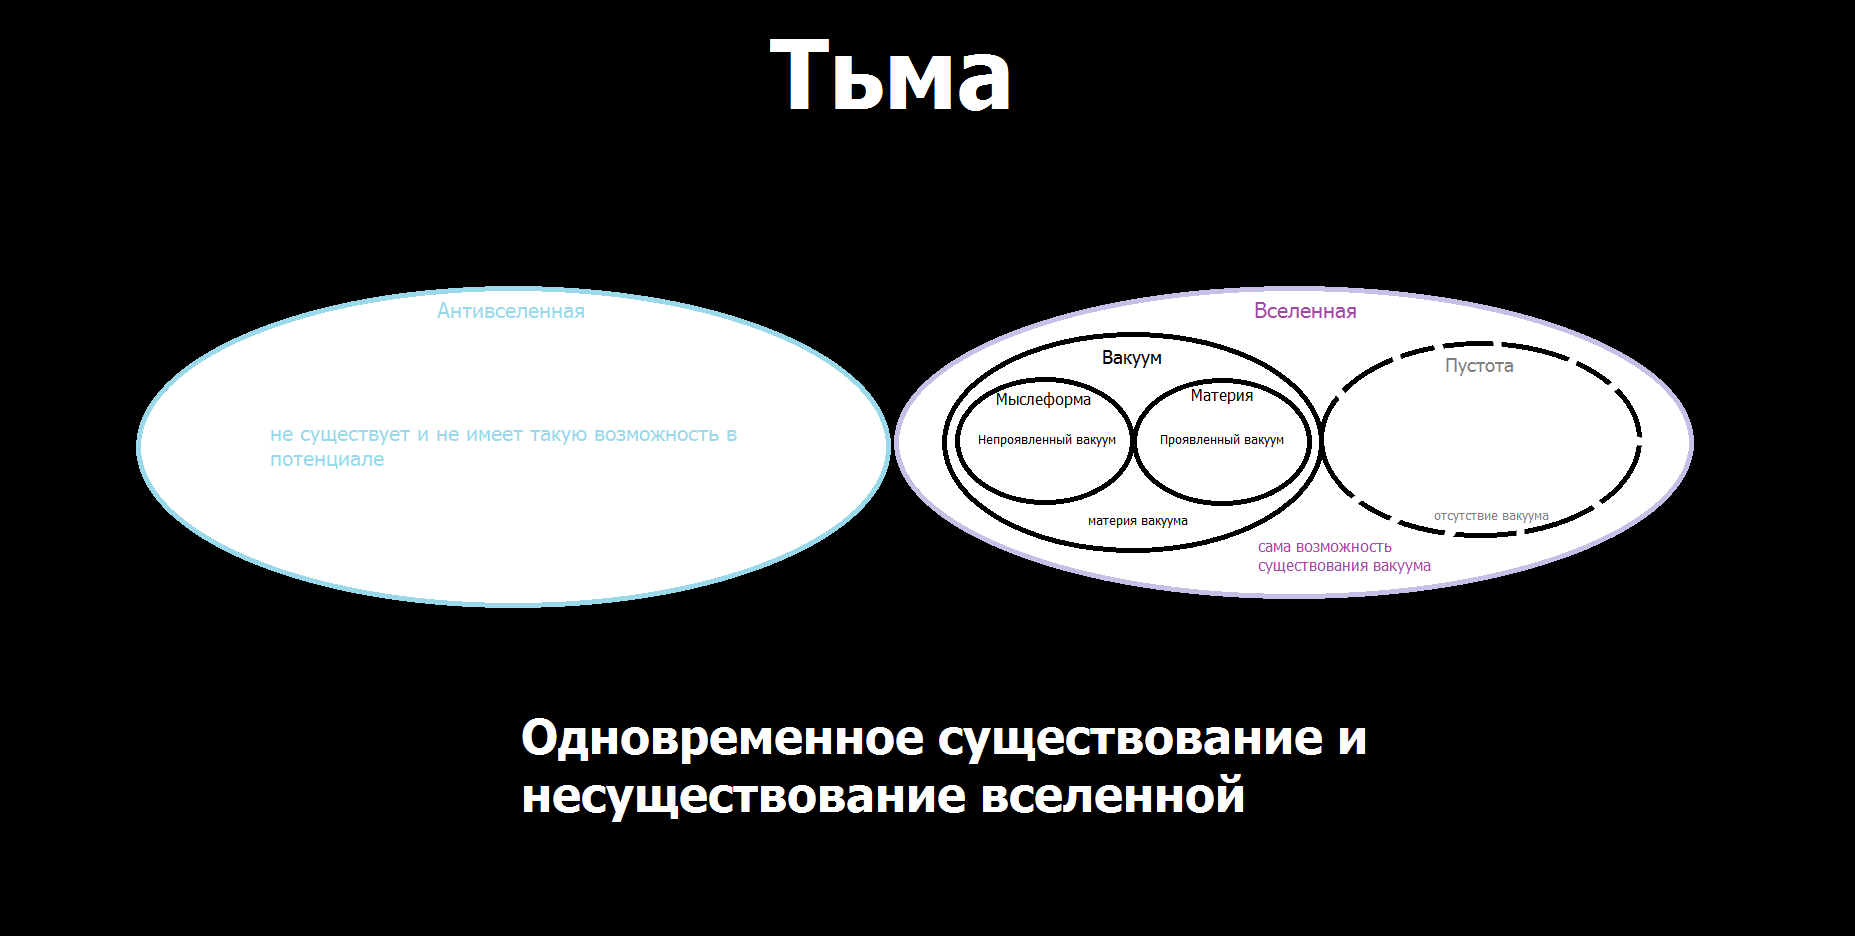 Тьма
Антивселенная
не существует и не имеет такую возможность в
потенциале
Вселенная
Вакуум
Мыслеформа
Непроявленный вакуум
Материя
Проявленный вакуум
материя вакуума
Пустота
отсутствие вакуума
сама возможность
существования вакуума
Одновременное существование и
несуществование вселенной